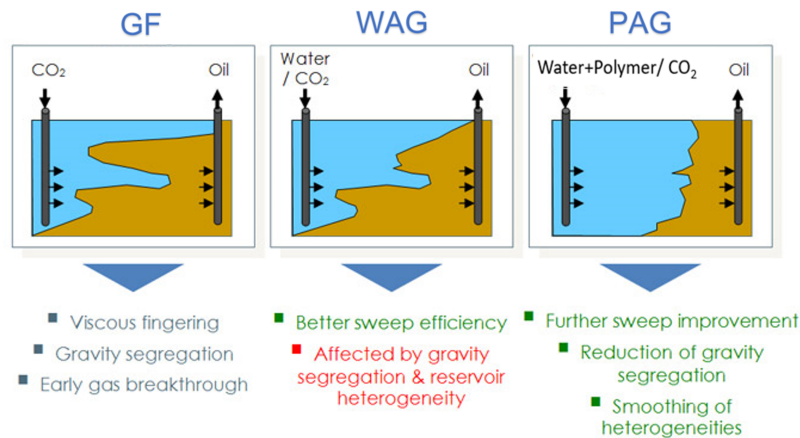 GF
WAG
PAG
CO₂
Oil
Water
/ CO₂
Oil
Water+Polymer/ CO₂
Oil
▪ Viscous fingering
▪ Gravity segregation
▪ Early gas breakthrough
▪ Better sweep efficiency
▪ Affected by gravity
segregation & reservoir
heterogeneity
▪ Further sweep improvement
▪ Reduction of gravity
segregation
▪ Smoothing of
heterogeneities